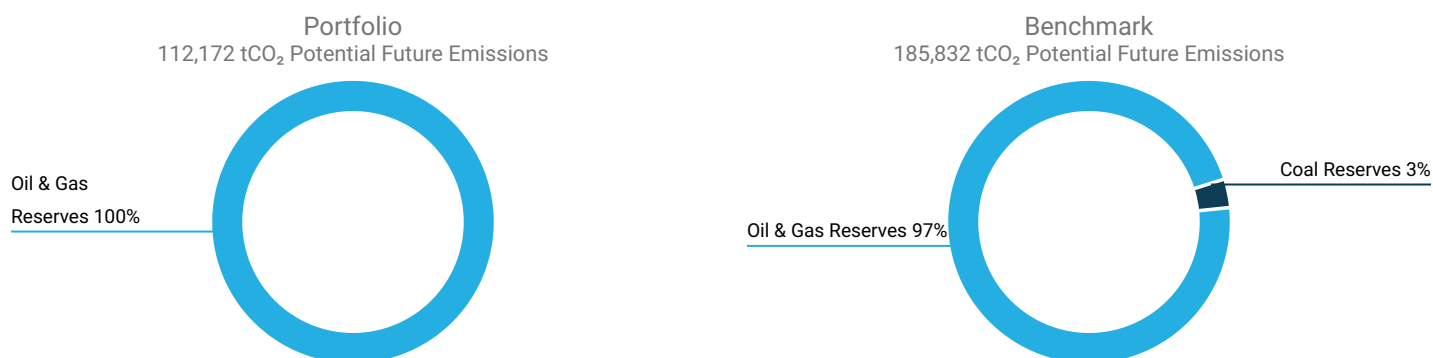 Portfolio
112,172 tCO₂ Potential Future Emissions
Oil & Gas
Reserves 100%
Benchmark
185,832 tCO₂ Potential Future Emissions
Coal Reserves 3%
Oil & Gas Reserves 97%